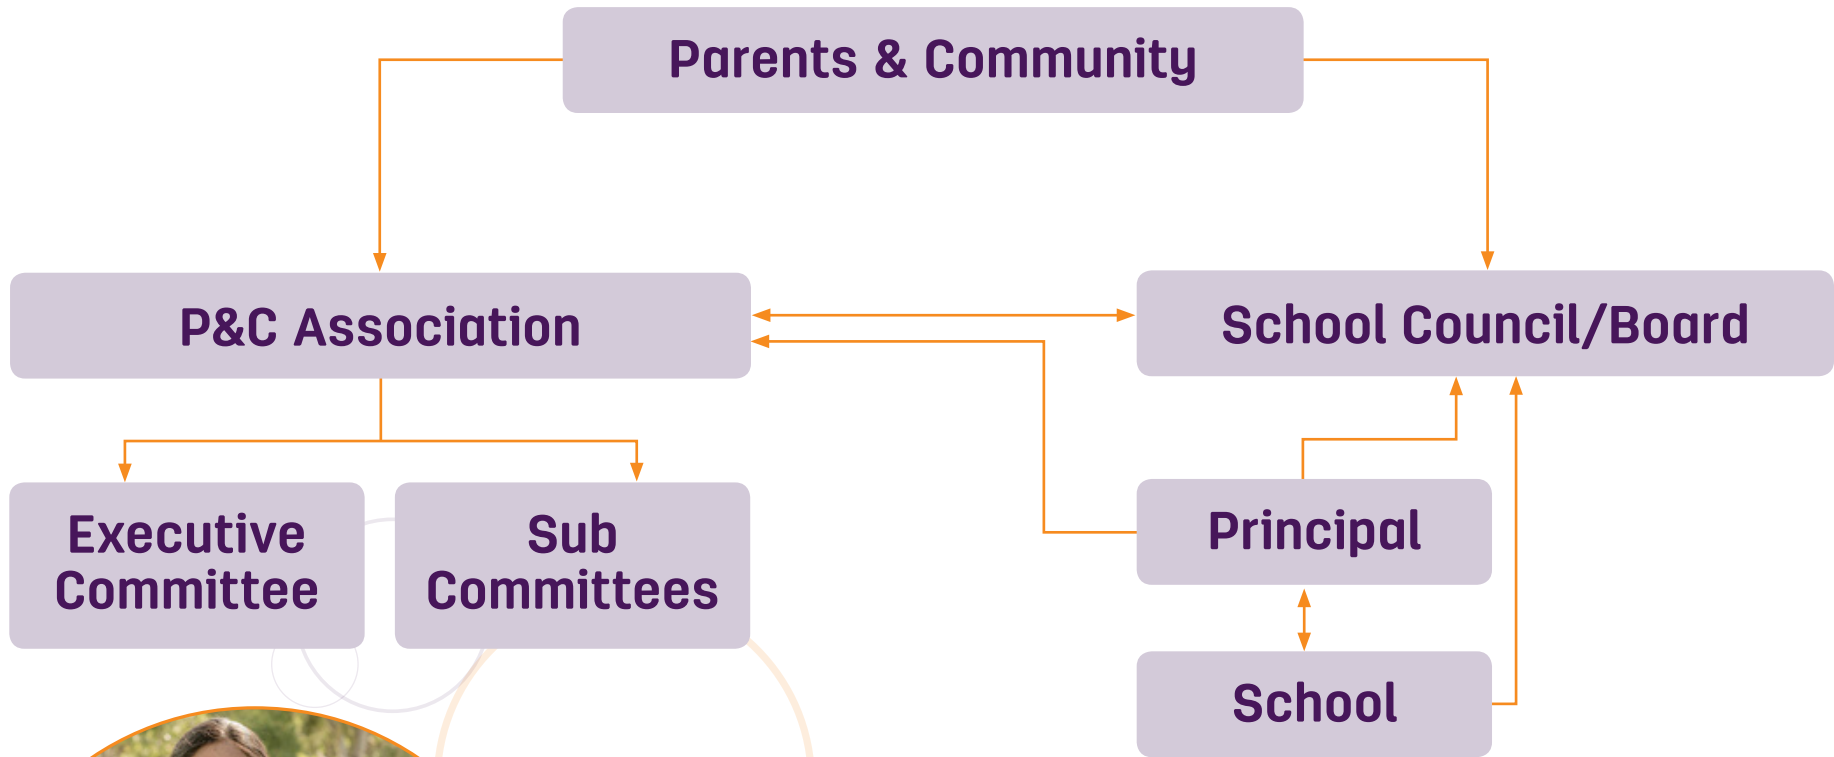 Parents & Community
P&C Association
School Council/Board
Executive
Committee
Sub
Committees
Principal
School